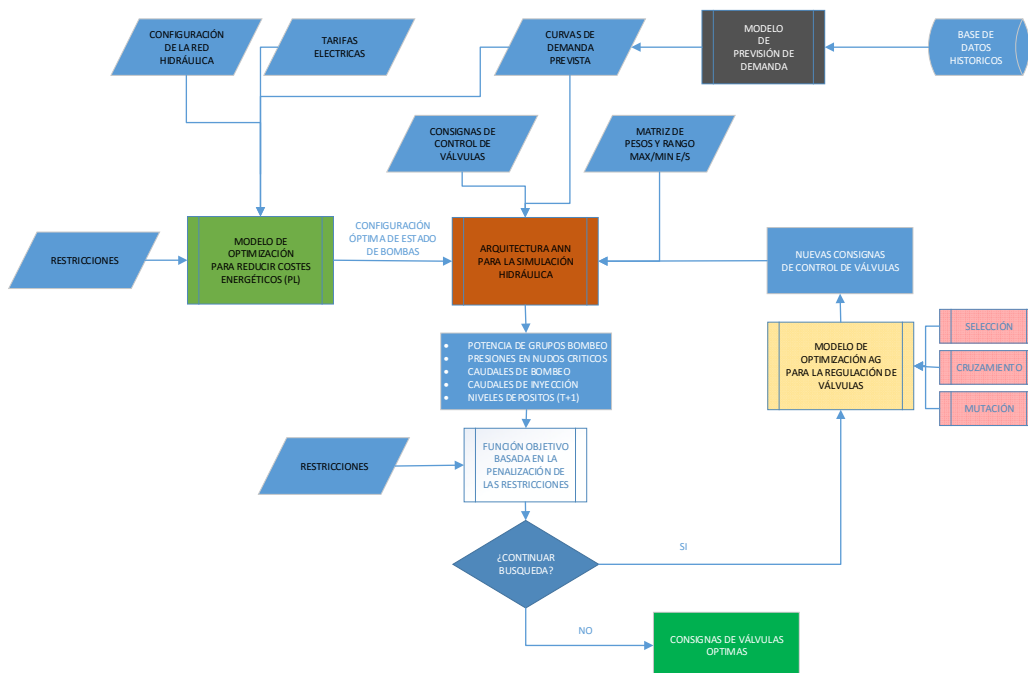 CONFIGURACIÓN
DE LA RED
HIDRÁULICA
TARIFAS
ELECTRICAS
CURVAS DE
DEMANDA
PREVISTA
MODELO
DE
PREVISIÓN DE
DEMANDA
BASE DE
DATOS
HISTORICOS
CONSIGNAS DE
CONTROL DE
VÁLVULAS
MATRIZ DE
PESOS Y RANGO
MAX/MIN E/S
RESTRICCIONES
MODELO DE
OPTIMIZACIÓN
PARA REDUCIR COSTES
ENERGÉTICOS (PL)
CONFIGURACIÓN
ÓPTIMA DE ESTADO
DE BOMBAS
ARQUITECTURA ANN
PARA LA SIMULACIÓN
HIDRÁULICA
NUEVAS CONSIGNAS
DE CONTROL DE VÁLVULAS
• POTENCIA DE GRUPOS BOMBEO
• PRESIONES EN NUDOS CRITICOS
• CAUDALES DE BOMBEO
• CAUDALES DE INYECCIÓN
• NIVELES DEPOSITOS (T+1)
MODELO DE
OPTIMIZACIÓN AG
PARA LA REGULACIÓN DE
VÁLVULAS
SELECCIÓN
CRUZAMIENTO
MUTACIÓN
RESTRICCIONES
FUNCIÓN OBJETIVO
BASADA EN LA
PENALIZACIÓN DE
LAS RESTRICCIONES
¿CONTINUAR
BUSQUEDA?
SI
NO
CONSIGNAS DE VÁLVULAS
OPTIMAS